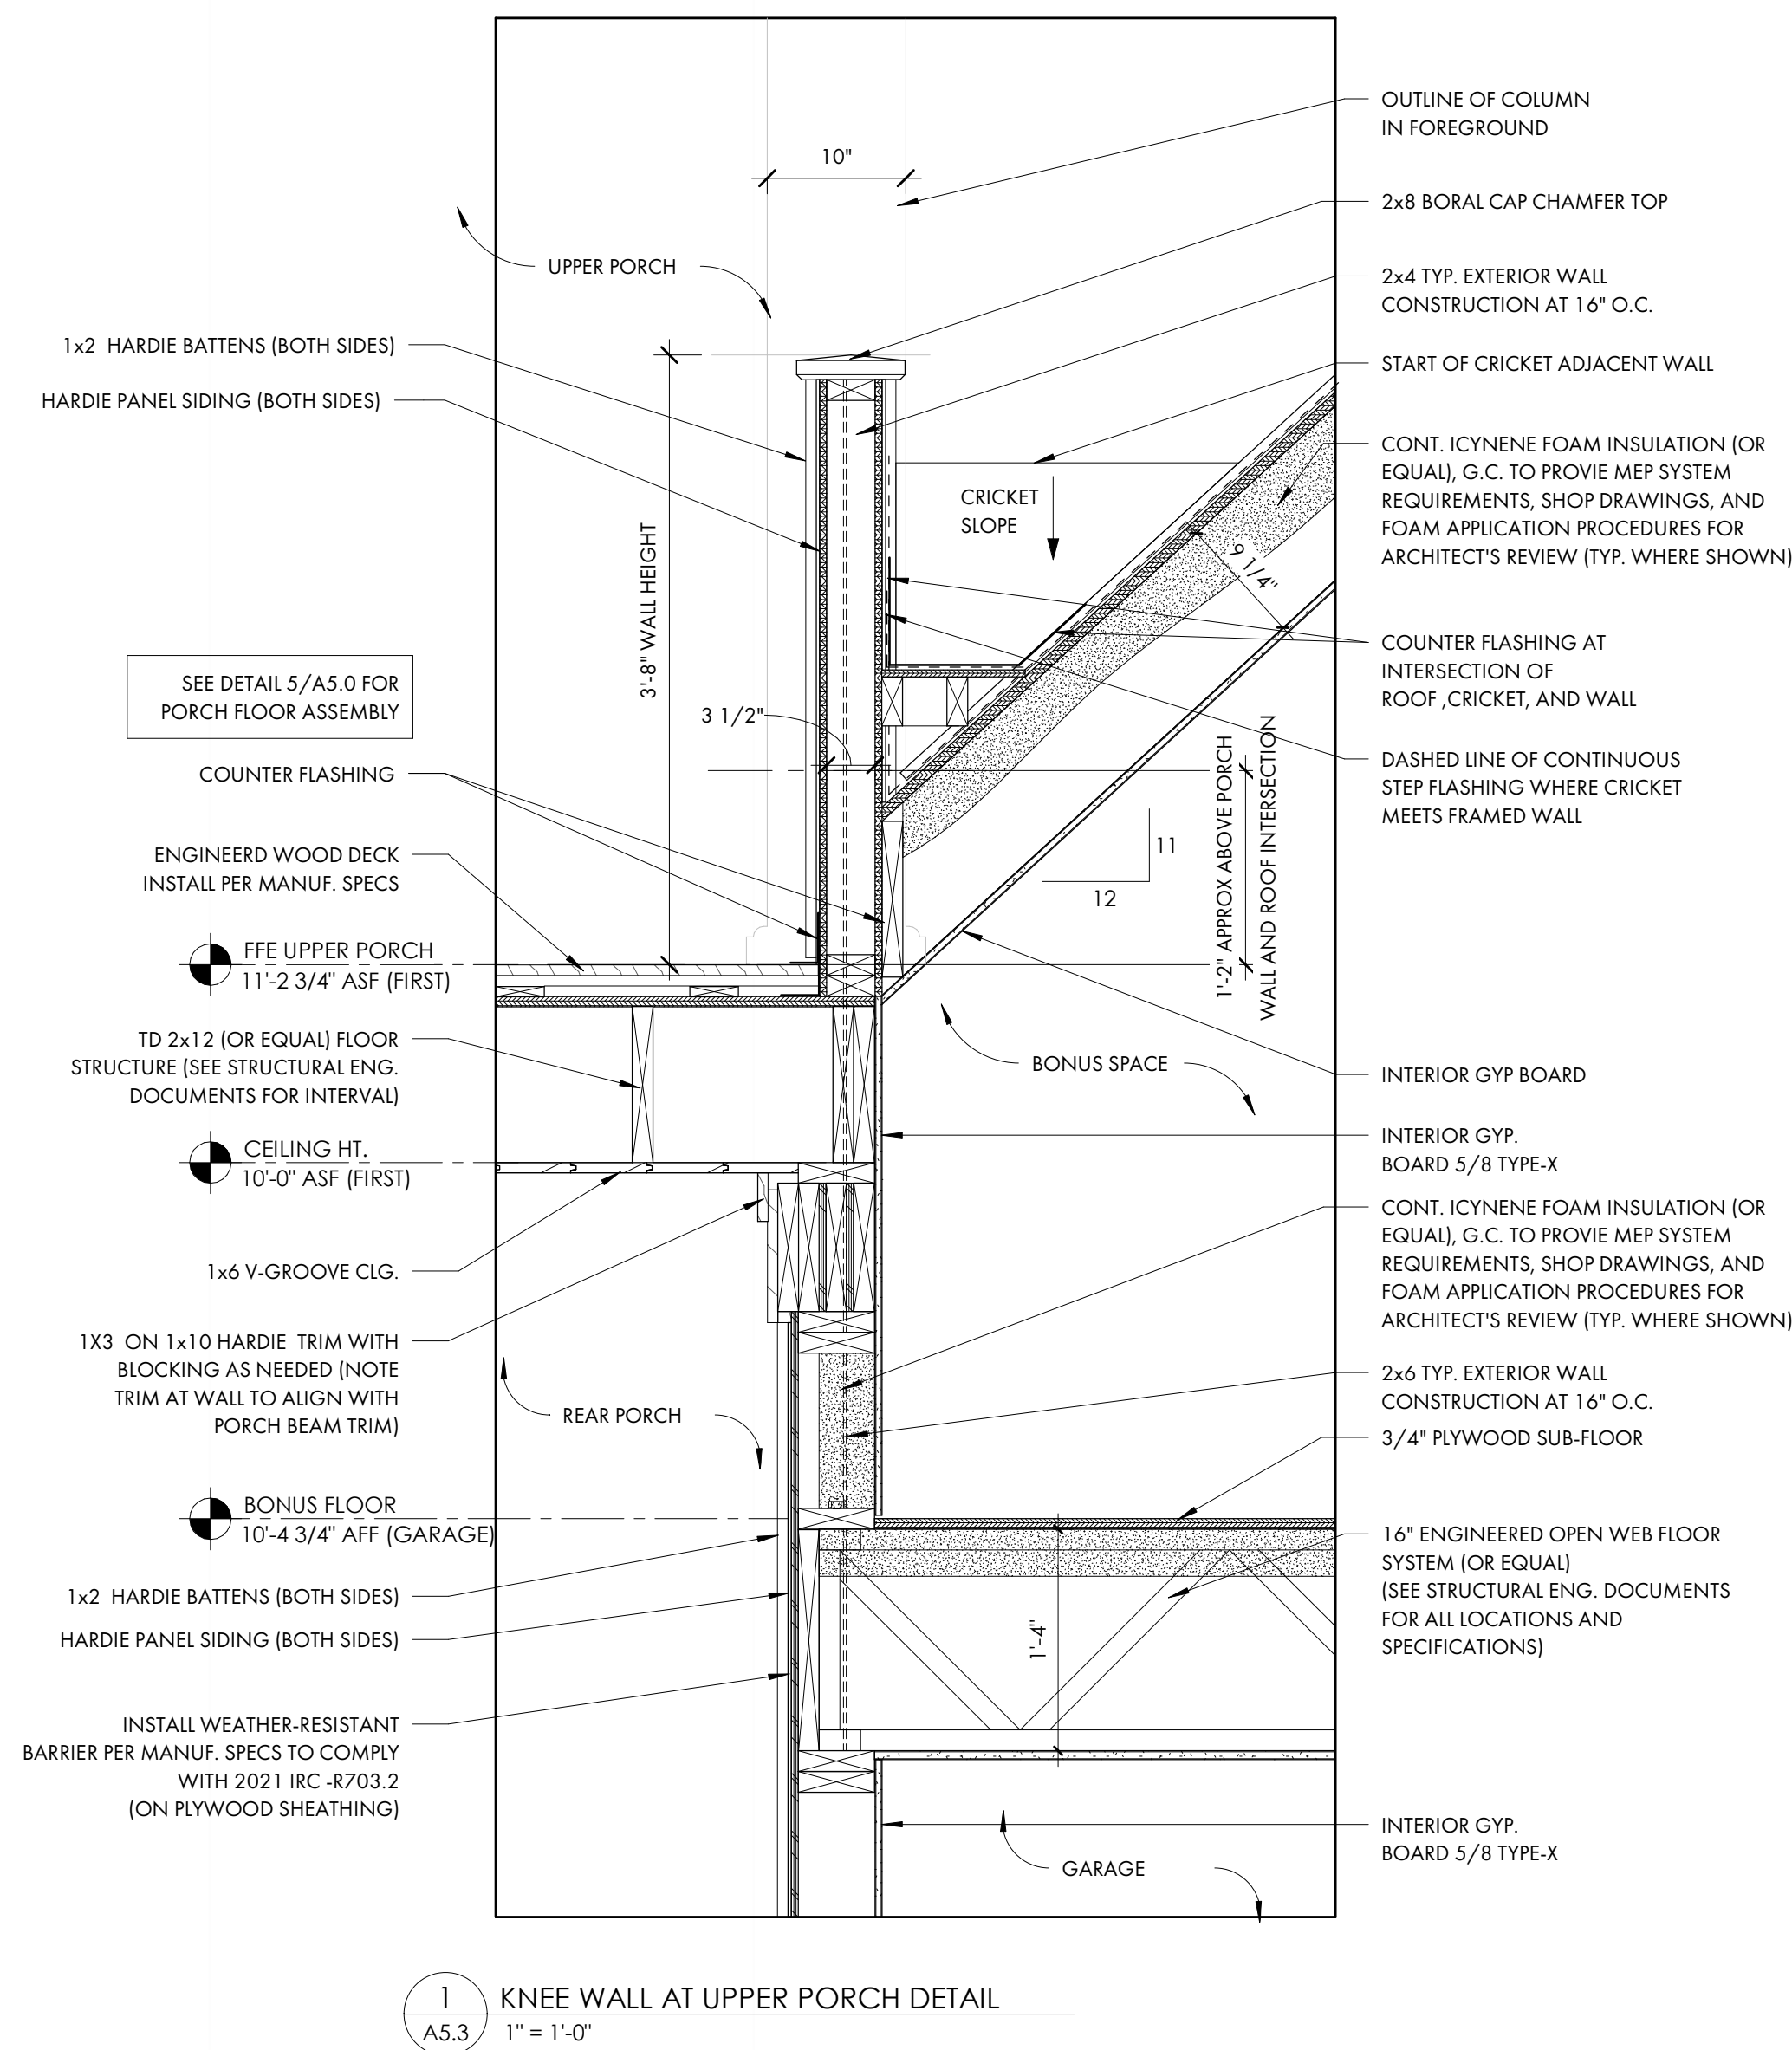 OUTLINE OF COLUMN
IN FOREGROUND
10"
2x8 BORAL CAP CHAMFER TOP
UPPER PORCH
2x4 TYP. EXTERIOR WALL
CONSTRUCTION AT 16" O.C.
1x2 HARDIE BATTENS (BOTH SIDES)
START OF CRICKET ADJACENT WALL
HARDIE PANEL SIDING (BOTH SIDES)
CONT. ICYNENE FOAM INSULATION (OR
EQUAL), G.C. TO PROVIE MEP SYSTEM
REQUIREMENTS, SHOP DRAWINGS, AND
FOAM APPLICATION PROCEDURES FOR
ARCHITECT'S REVIEW (TYP. WHERE SHOWN)
CRICKET
SLOPE
9 1/4"
3'-8" WALL HEIGHT
COUNTER FLASHING AT
INTERSECTION OF
ROOF ,CRICKET, AND WALL
SEE DETAIL 5/A5.0 FOR
PORCH FLOOR ASSEMBLY
3 1/2"
COUNTER FLASHING
DASHED LINE OF CONTINUOUS
STEP FLASHING WHERE CRICKET
MEETS FRAMED WALL
1'-2" APPROX ABOVE PORCH
WALL AND ROOF INTERSECTION
11
12
ENGINEERD WOOD DECK
INSTALL PER MANUF. SPECS
FFE UPPER PORCH
11'-2 3/4" ASF (FIRST)
TD 2x12 (OR EQUAL) FLOOR
STRUCTURE (SEE STRUCTURAL ENG.
DOCUMENTS FOR INTERVAL)
BONUS SPACE
INTERIOR GYP BOARD
INTERIOR GYP.
BOARD 5/8 TYPE-X
CEILING HT.
10'-0" ASF (FIRST)
CONT. ICYNENE FOAM INSULATION (OR
EQUAL), G.C. TO PROVIE MEP SYSTEM
REQUIREMENTS, SHOP DRAWINGS, AND
FOAM APPLICATION PROCEDURES FOR
ARCHITECT'S REVIEW (TYP. WHERE SHOWN)
1x6 V-GROOVE CLG.
1X3 ON 1x10 HARDIE TRIM WITH
BLOCKING AS NEEDED (NOTE
TRIM AT WALL TO ALIGN WITH
PORCH BEAM TRIM)
REAR PORCH
2x6 TYP. EXTERIOR WALL
CONSTRUCTION AT 16" O.C.
3/4" PLYWOOD SUB-FLOOR
BONUS FLOOR
10'-4 3/4" AFF (GARAGE)
16" ENGINEERED OPEN WEB FLOOR
SYSTEM (OR EQUAL)
(SEE STRUCTURAL ENG. DOCUMENTS
FOR ALL LOCATIONS AND
SPECIFICATIONS)
1x2 HARDIE BATTENS (BOTH SIDES)
HARDIE PANEL SIDING (BOTH SIDES)
1'-4"
INSTALL WEATHER-RESISTANT
BARRIER PER MANUF. SPECS TO COMPLY
WITH 2021 IRC -R703.2
(ON PLYWOOD SHEATHING)
INTERIOR GYP.
BOARD 5/8 TYPE-X
GARAGE
1
KNEE WALL AT UPPER PORCH DETAIL
A5.3
1" = 1'-0"